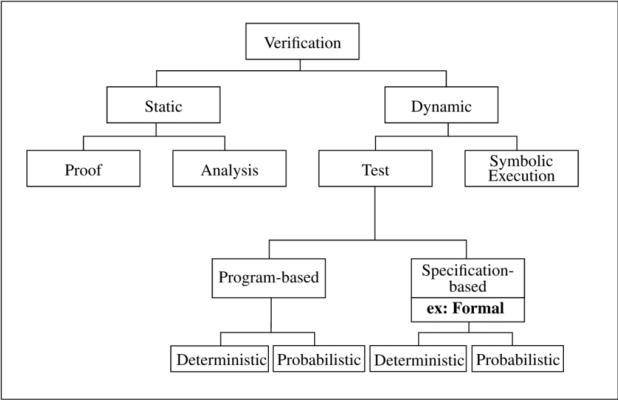 Verification
Static
Dynamic
Proof
Analysis
Test
Symbolic
Execution
Program-based
Specification-
based
ex: Formal
Deterministic
Probabilistic
Deterministic
Probabilistic